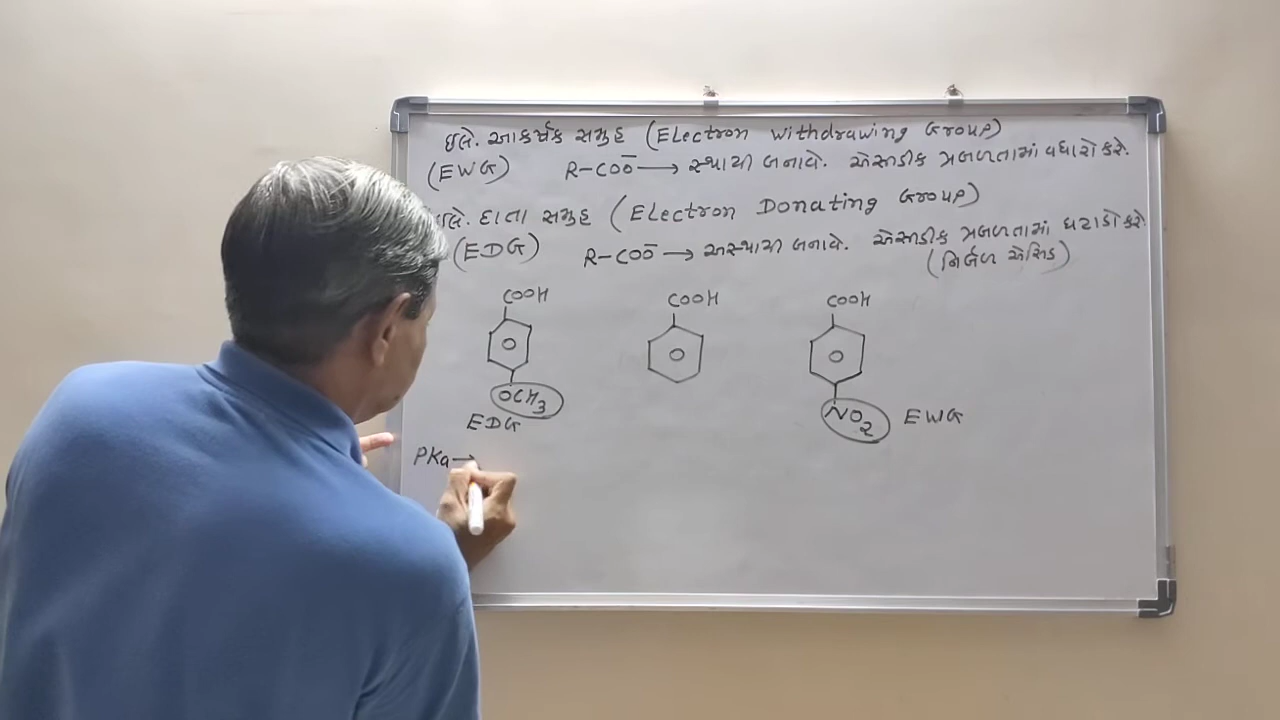 ઇલે. આકર્ષક સમુહ (Electron withdrawing Group)
(EWG) R-COO⁻ → સ્થાયી બનાવે. એસીડીક પ્રબળતામાં વધારો કરે.
ઇલે. દાતા સમુહ (Electron Donating Group)
(EDG) R-COO⁻ → અસ્થાયી બનાવે. એસીડીક પ્રબળતામાં ઘટાડો કરે
(નિર્બળ એસિડ)
COOH COOH COOH
OCH3 NO2 EWG
EDG
PKa→